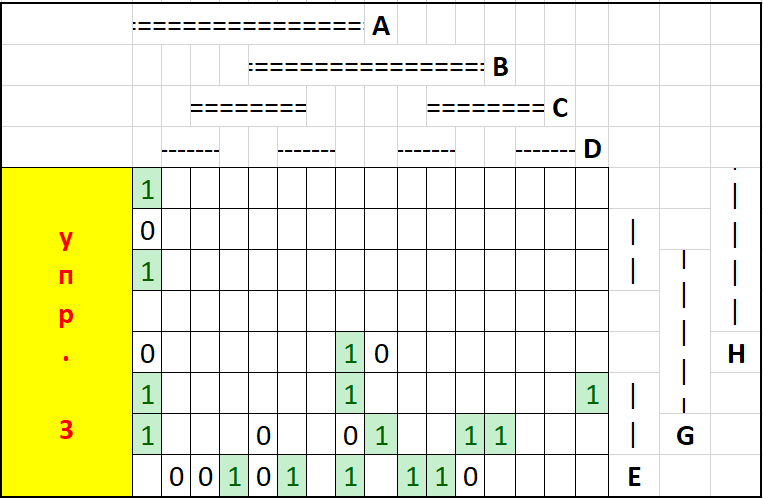 =============== A
=============== B
======== ======== C
------- ------- ------- ------- D
1 |
0 | |
1 | | |
| |
0 1 0 | H
1 1 1 | |
у п р . 3 1 0 0 1 1 1 | G
0 0 1 0 1 1 1 1 0 E